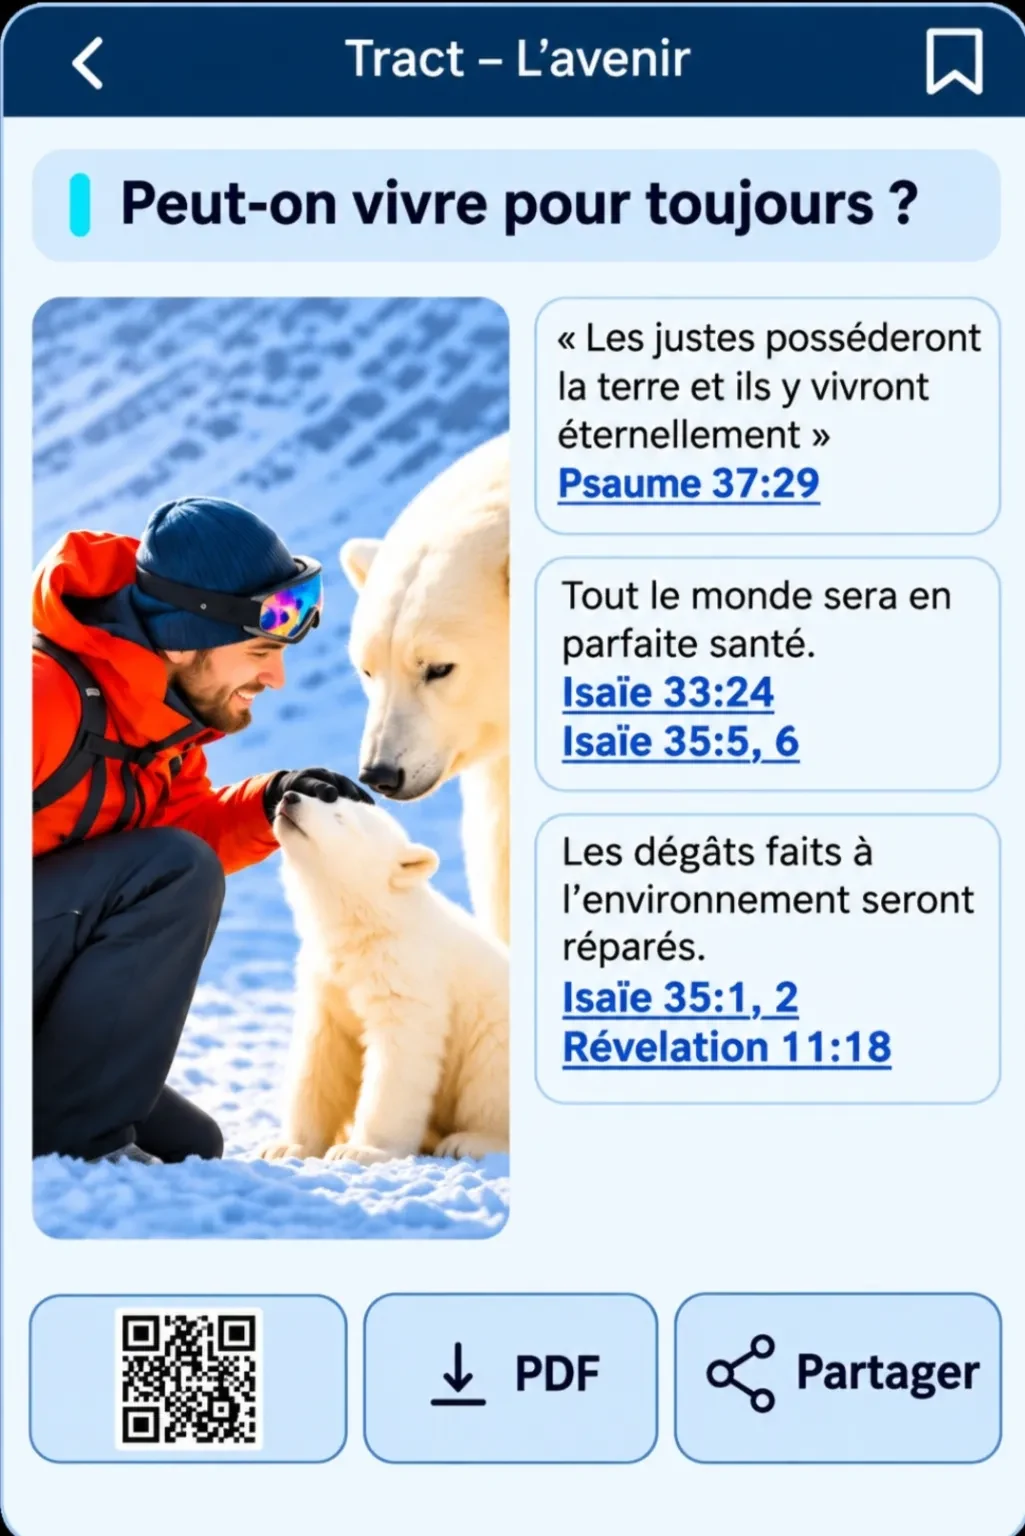 Tract – L’avenir
Peut-on vivre pour toujours ?
« Les justes posséderont
la terre et ils y vivront
éternellement »
Psaume 37:29
Tout le monde sera en
parfaite santé.
Isaïe 33:24
Isaïe 35:5, 6
Les dégâts faits à
l’environnement seront
réparés.
Isaïe 35:1, 2
Révelation 11:18
PDF
Partager